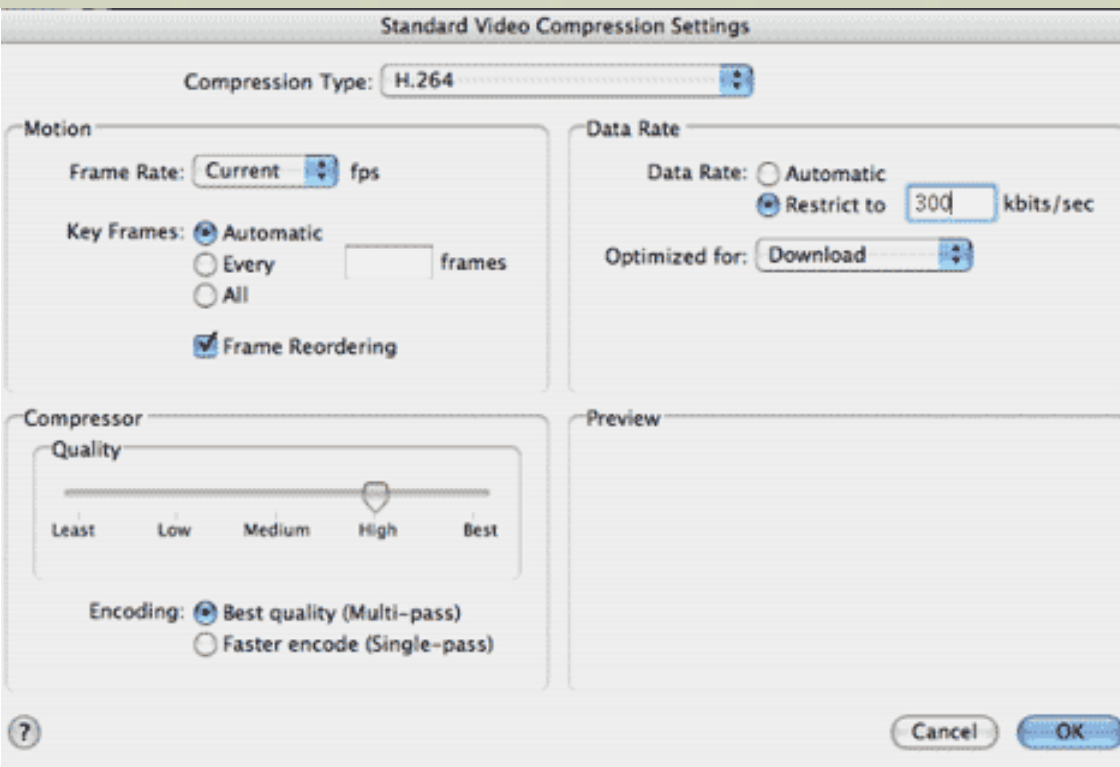 Standard Video Compression Settings
Compression Type: H.264
Motion
Frame Rate: Current fps
Key Frames: Automatic
Every frames
All
Frame Reordering
Data Rate
Data Rate: Automatic
Restrict to 300 kbits/sec
Optimized for: Download
Compressor
Quality
Least Low Medium High Best
Encoding: Best quality (Multi-pass)
Faster encode (Single-pass)
Preview
?
Cancel OK